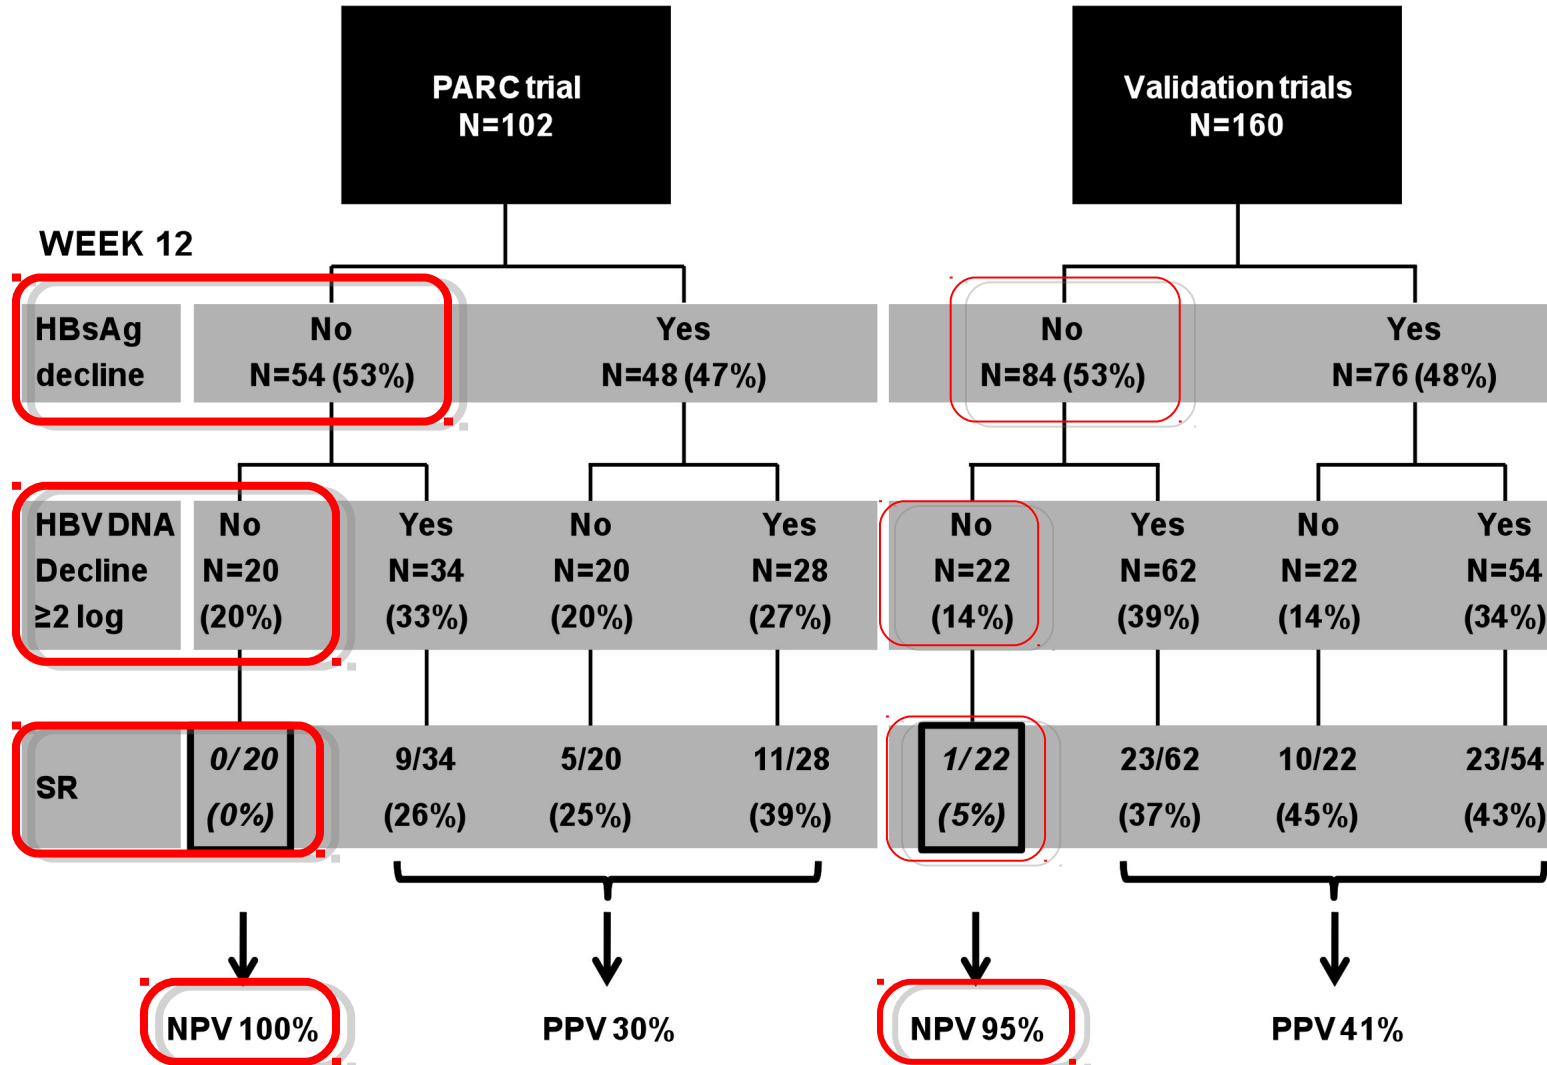 PARC trial
N=102
Validation trials
N=160
WEEK 12
HBsAg
decline
No
N=54 (53%)
Yes
N=48 (47%)
No
N=84 (53%)
Yes
N=76 (48%)
HBV DNA
Decline
≥2 log
No
N=20
(20%)
Yes
N=34
(33%)
No
N=20
(20%)
Yes
N=28
(27%)
No
N=22
(14%)
Yes
N=62
(39%)
No
N=22
(14%)
Yes
N=54
(34%)
SR
0/20
(0%)
9/34
(26%)
5/20
(25%)
11/28
(39%)
1/22
(5%)
23/62
(37%)
10/22
(45%)
23/54
(43%)
NPV 100%
PPV 30%
NPV 95%
PPV 41%